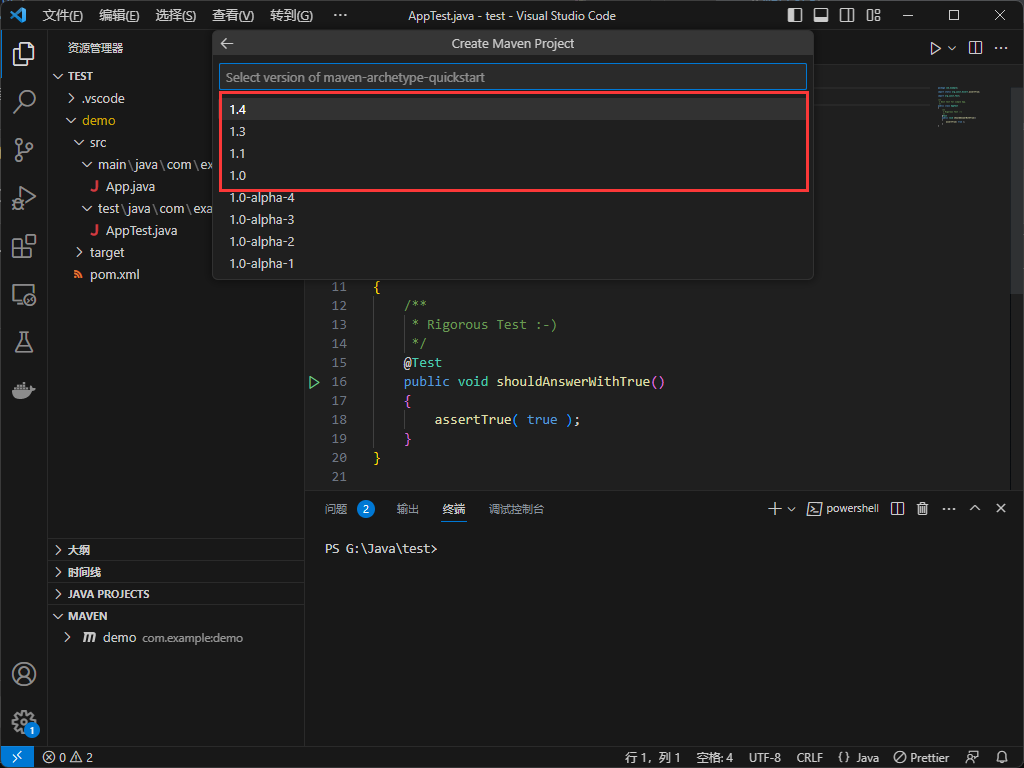 文件(F) 编辑(E) 选择(S) 查看(V) 转到(G) ··· AppTest.java - test - Visual Studio Code
资源管理器
TEST
.vscode
demo
src
main\java\com\ex
J App.java
test\java\com\exa
J AppTest.java
target
pom.xml
大纲
时间线
JAVA PROJECTS
MAVEN
m demo com.example:demo
Create Maven Project
Select version of maven-archetype-quickstart
1.4
1.3
1.1
1.0
1.0-alpha-4
1.0-alpha-3
1.0-alpha-2
1.0-alpha-1
11 {
12 /**
13 * Rigorous Test :-)
14 */
15 @Test
16 public void shouldAnswerWithTrue()
17 {
18 assertTrue( true );
19 }
20 }
21
问题 2 输出 终端 调试控制台 powershell
PS G:\Java\test>
1
0 2 行 1，列 1 空格: 4 UTF-8 CRLF {} Java Prettier